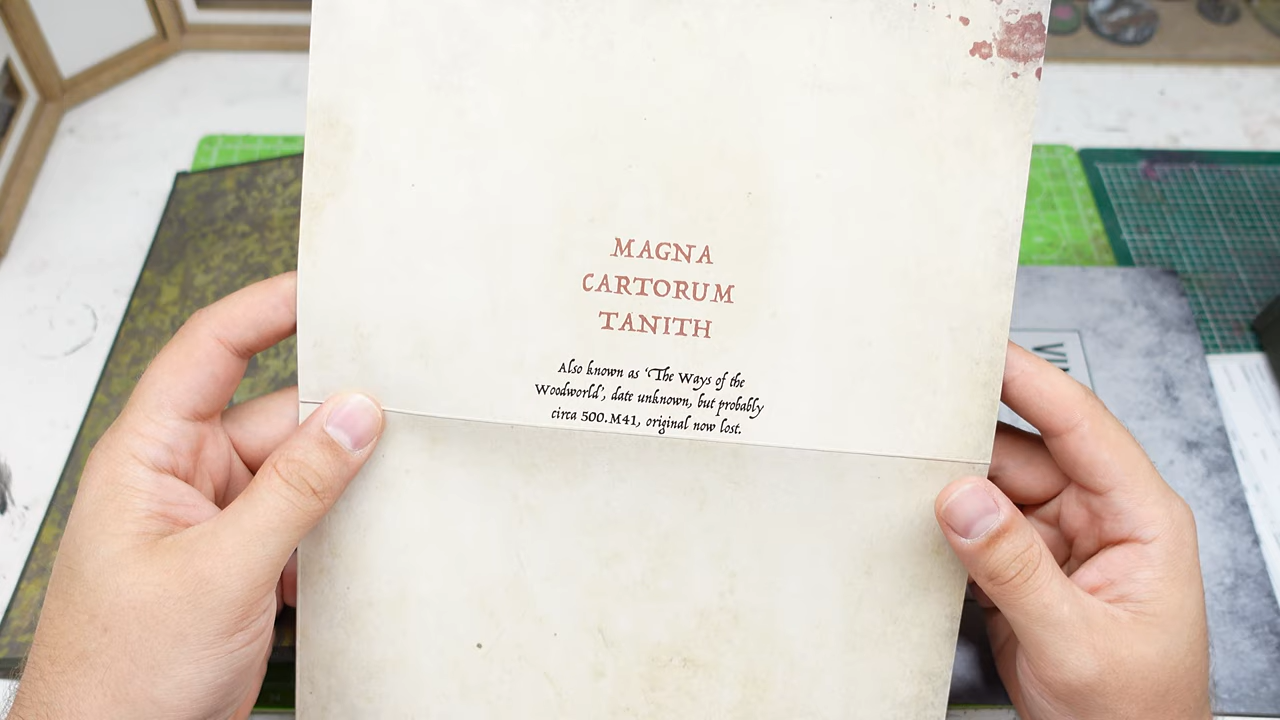 MAGNA
CARTORUM
TANITH
Also known as ‘The Ways of the
Woodworld’, date unknown, but probably
circa 500.M41, original now lost.